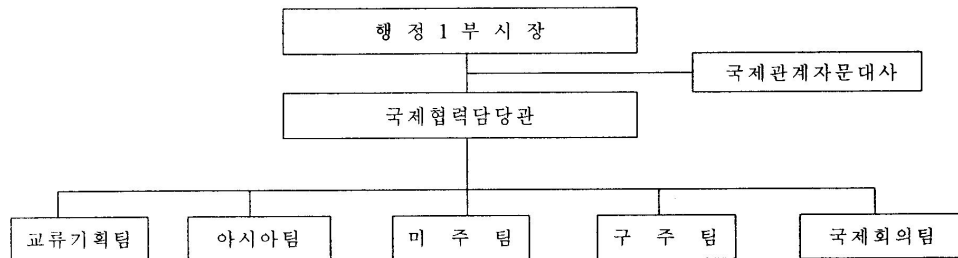 행 정 1 부 시 장
국제관계자문대사
국제협력담당관
교류기획팀
아시아팀
미 주 팀
구 주 팀
국제회의팀